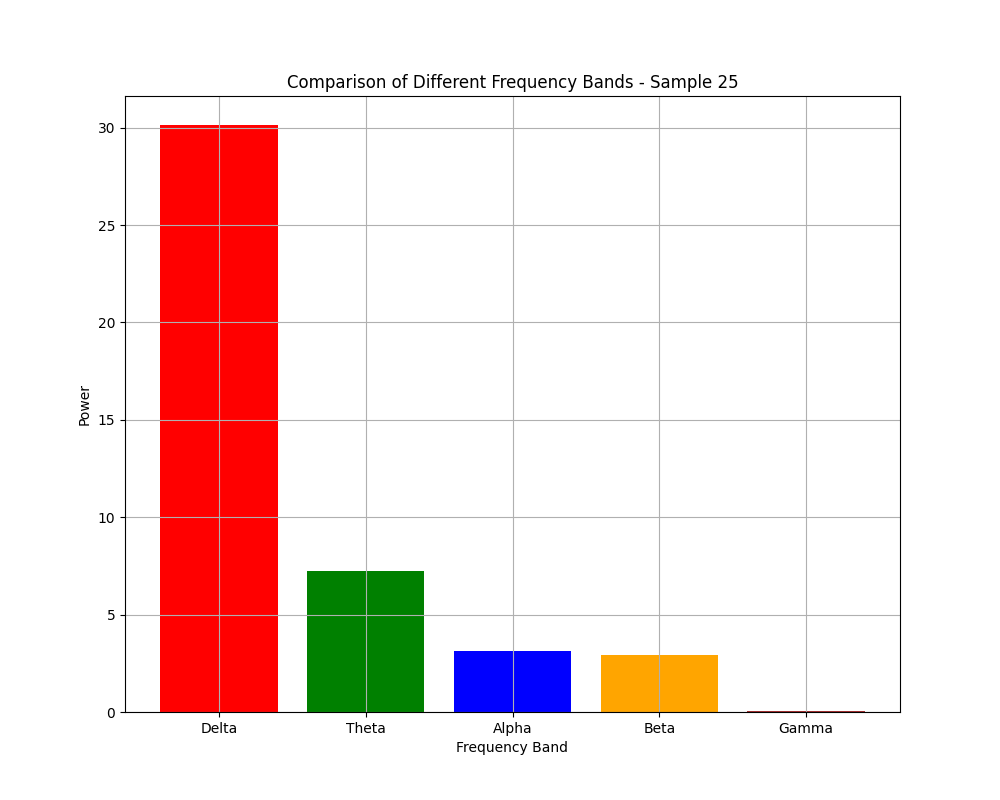 Comparison of Different Frequency Bands - Sample 25
30
25
20
15
10
5
0
Power
Delta Theta Alpha Beta Gamma
Frequency Band